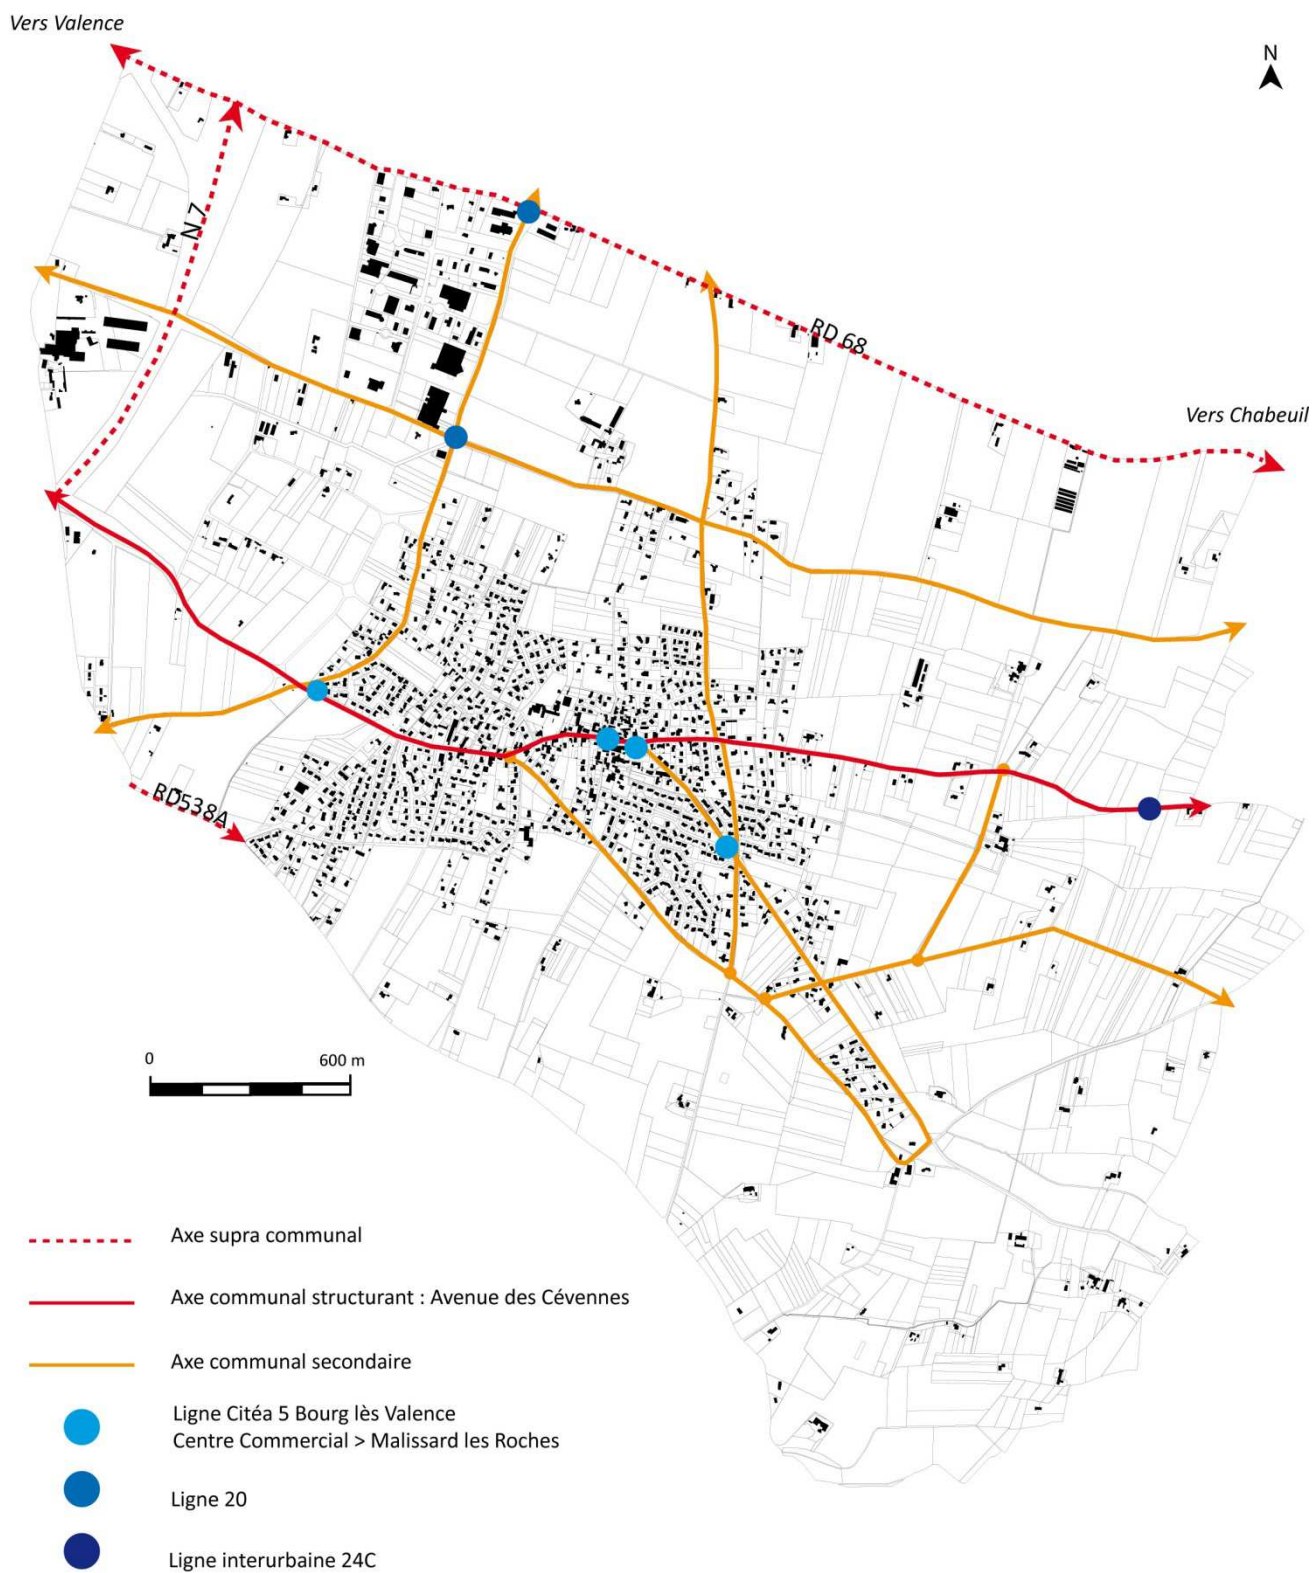 Vers Valence
N
N 7
RD 68
Vers Chabeuil
RD538A
0 600 m
Axe supra communal
Axe communal structurant : Avenue des Cévennes
Axe communal secondaire
Ligne Citéa 5 Bourg lès Valence
Centre Commercial > Malissard les Roches
Ligne 20
Ligne interurbaine 24C